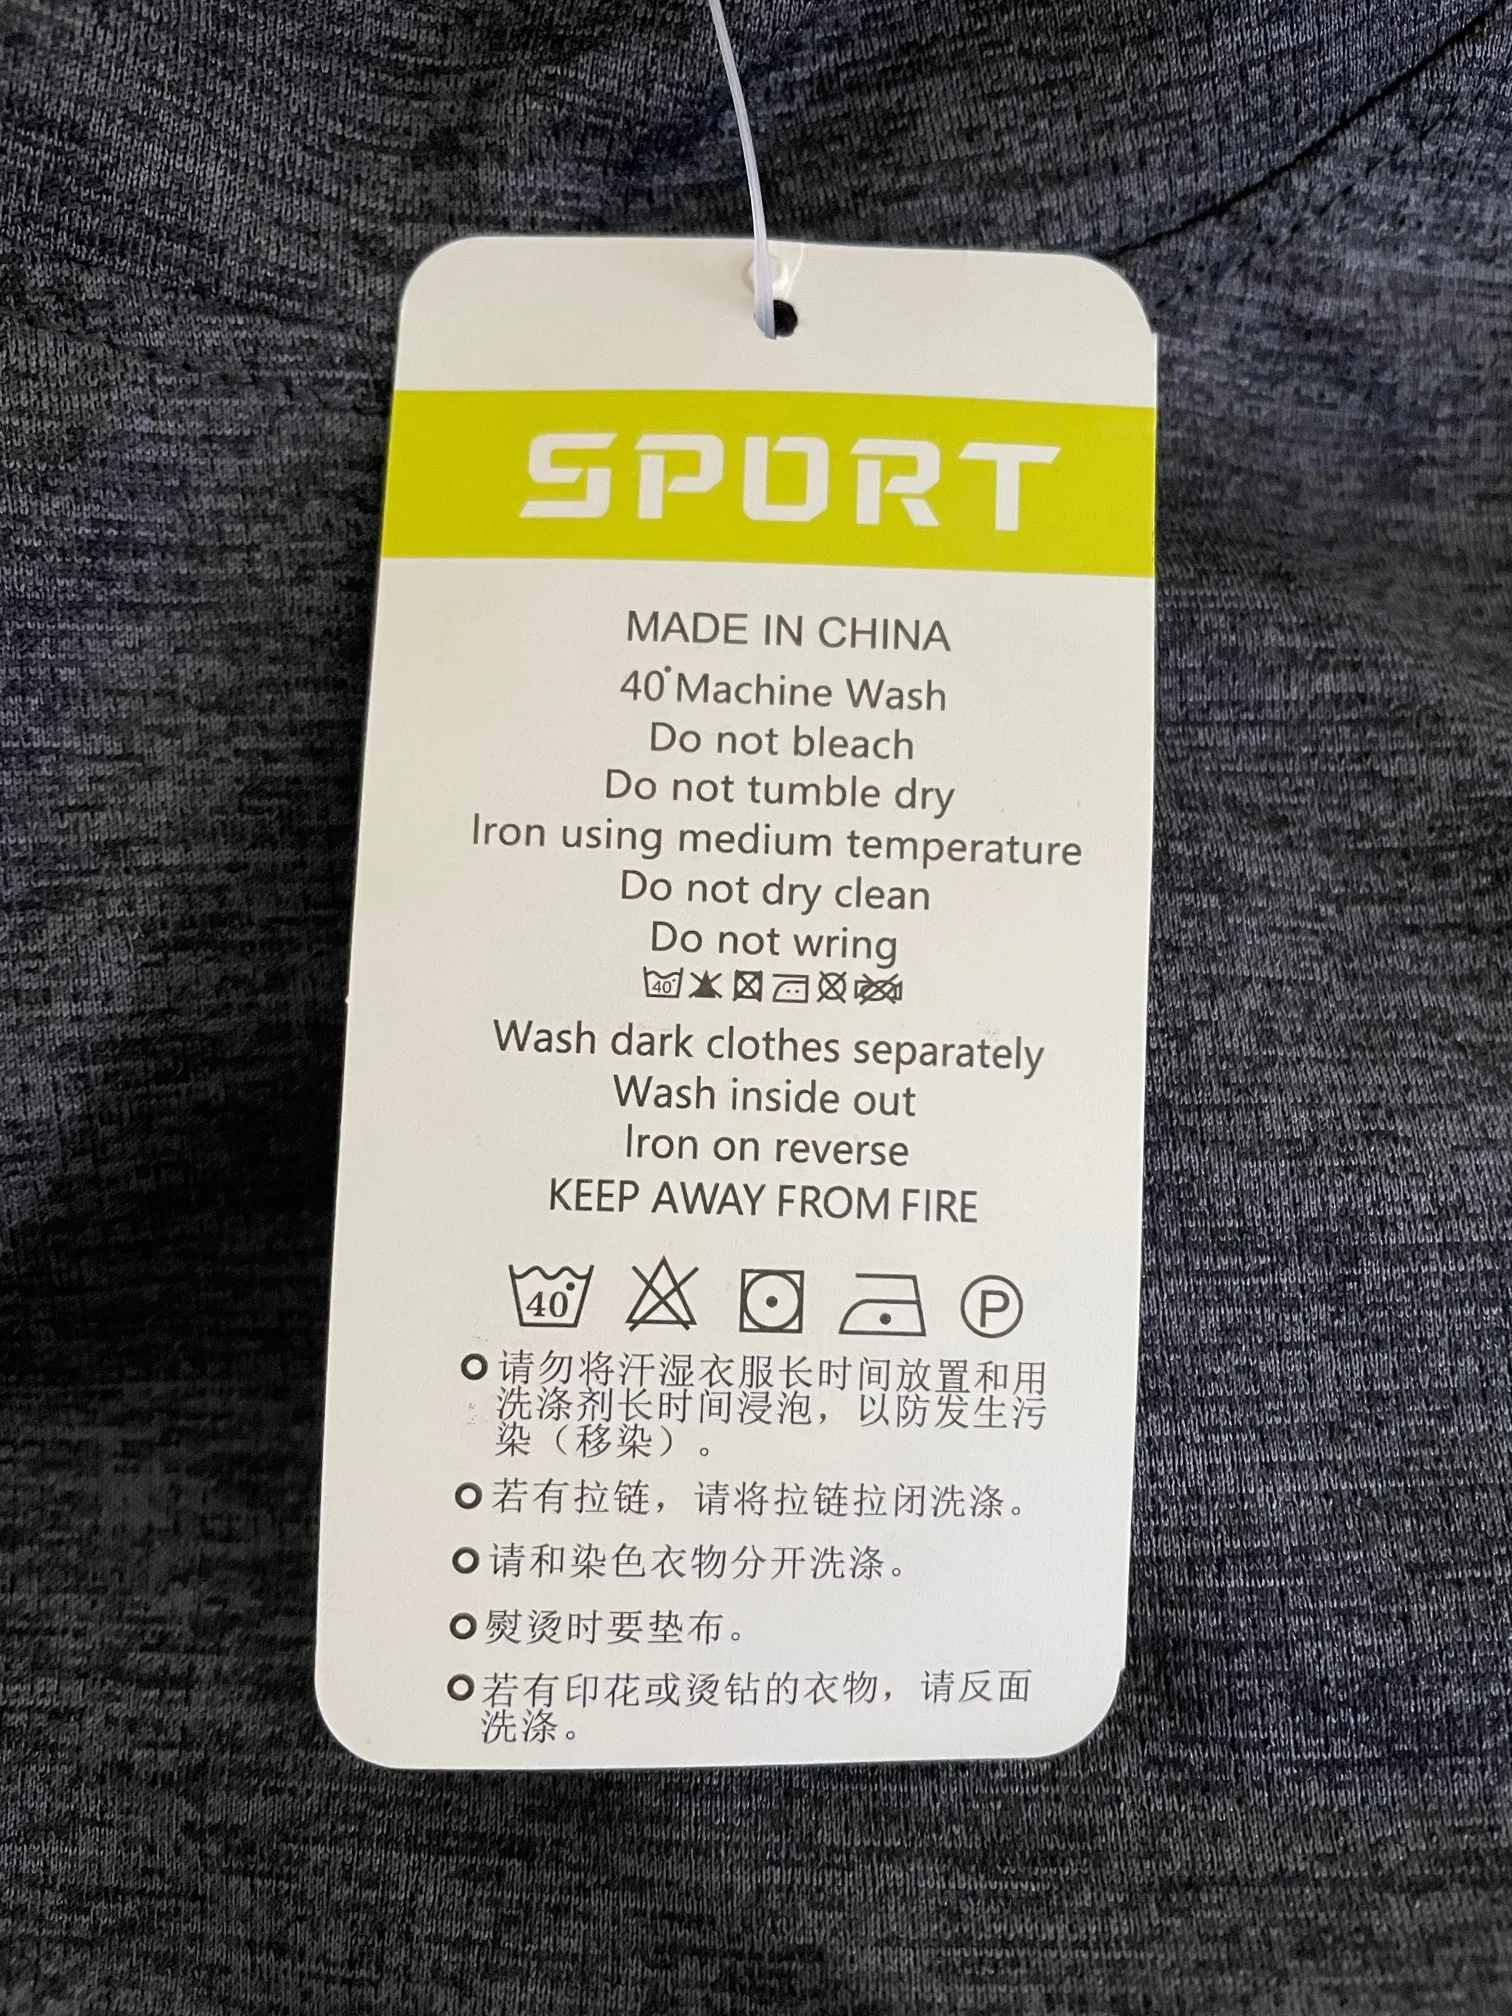 SPORT
MADE IN CHINA
40°Machine Wash
Do not bleach
Do not tumble dry
Iron using medium temperature
Do not dry clean
Do not wring
40°
Wash dark clothes separately
Wash inside out
Iron on reverse
KEEP AWAY FROM FIRE
40° P
请勿将汗湿衣服长时间放置和用
洗涤剂长时间浸泡，以防发生污
染（移染）。
若有拉链，请将拉链拉闭洗涤。
请和染色衣物分开洗涤。
熨烫时要垫布。
若有印花或烫钻的衣物，请反面
洗涤。